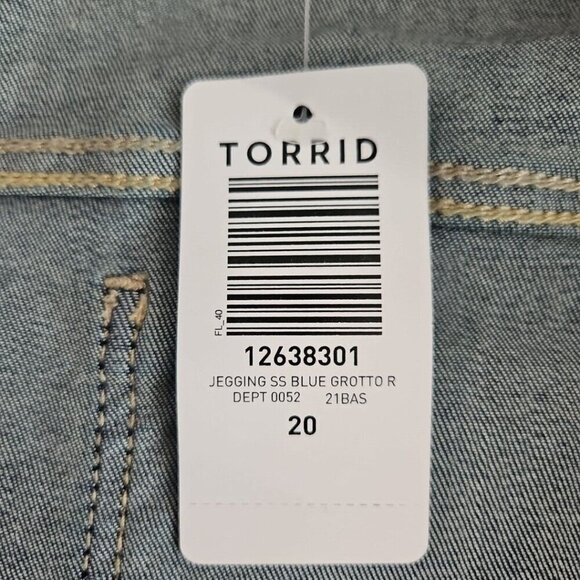 TORRID
FL_40
12638301
JEGGING SS BLUE GROTTO R
DEPT 0052 21BAS
20